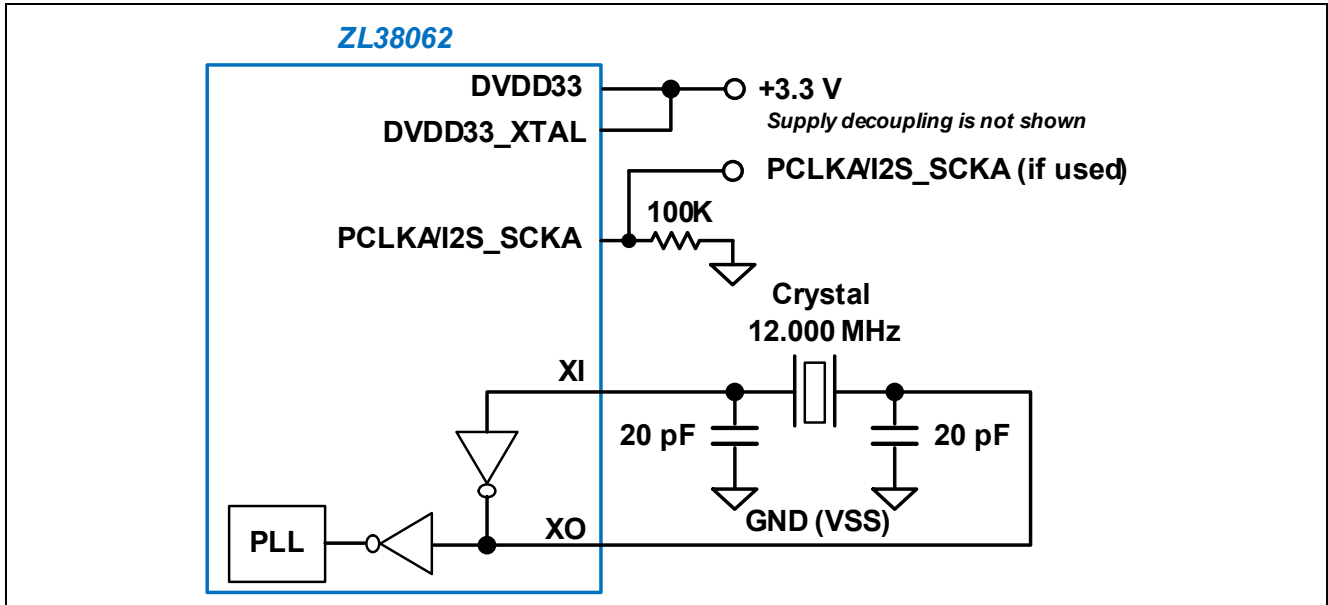 ZL38062
DVDD33
+3.3 V
Supply decoupling is not shown
DVDD33_XTAL
PCLKA/I2S_SCKA (if used)
100K
PCLKA/I2S_SCKA
Crystal
12.000 MHz
XI
20 pF
20 pF
GND (VSS)
XO
PLL